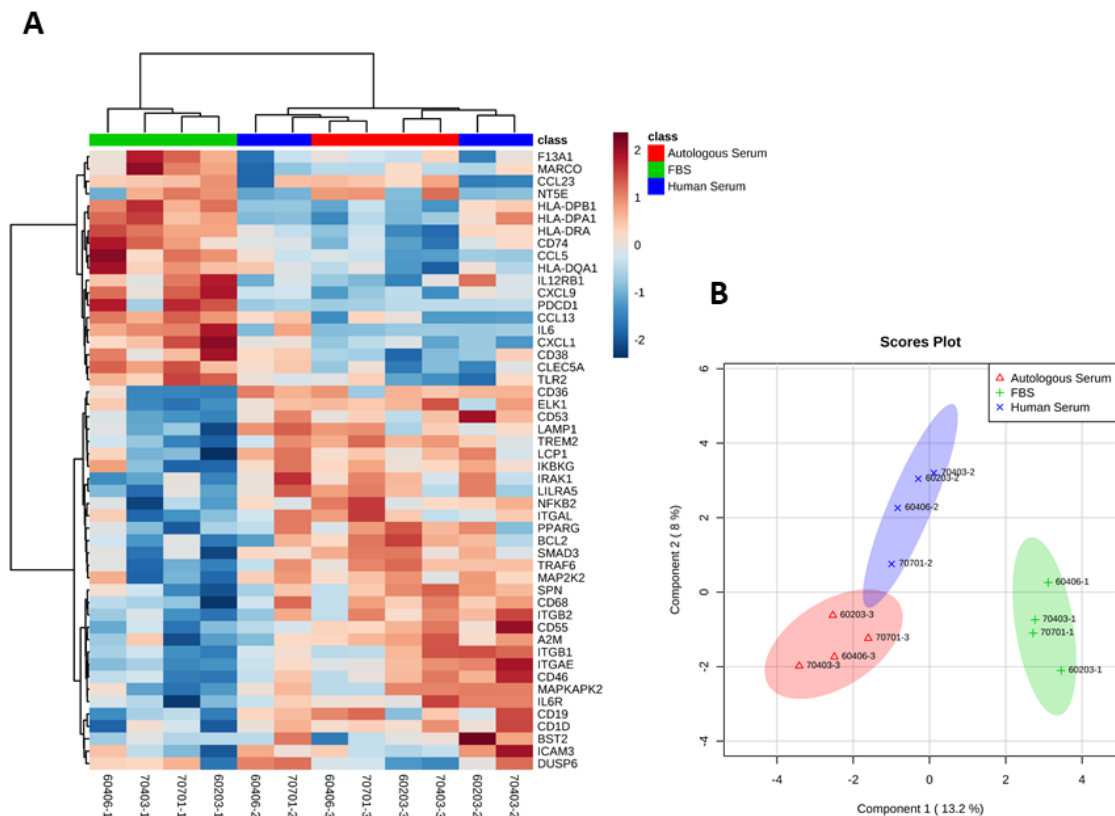 A
class
2
1
0
-1
-2
class
Autologous Serum
FBS
Human Serum
F13A1
MARCO
CCL23
NT5E
HLA-DPB1
HLA-DPA1
HLA-DRA
CD74
CCL5
HLA-DQA1
IL12RB1
CXCL9
PDCD1
CCL13
IL6
CXCL1
CD38
CLEC5A
TLR2
CD36
ELK1
CD53
LAMP1
TREM2
LCP1
IKBKG
IRAK1
LILRA5
NFKB2
ITGAL
PPARG
BCL2
SMAD3
TRAF6
MAP2K2
SPN
CD68
ITGB2
CD55
A2M
ITGB1
ITGAE
CD46
MAPKAPK2
IL6R
CD19
CD1D
BST2
ICAM3
DUSP6
60406-1
70403-1
70701-1
60203-1
60406-2
70701-2
60406-3
70701-3
60203-3
70403-3
60203-2
70403-2
B
Scores Plot
Autologous Serum
FBS
Human Serum
6
4
2
0
-2
-4
Component 2 ( 8 %)
70403-2
60203-2
60406-2
70701-2
60406-1
60203-3
70403-1
70701-1
70701-3
60406-3
70403-3
60203-1
-4
-2
0
2
4
Component 1 ( 13.2 %)